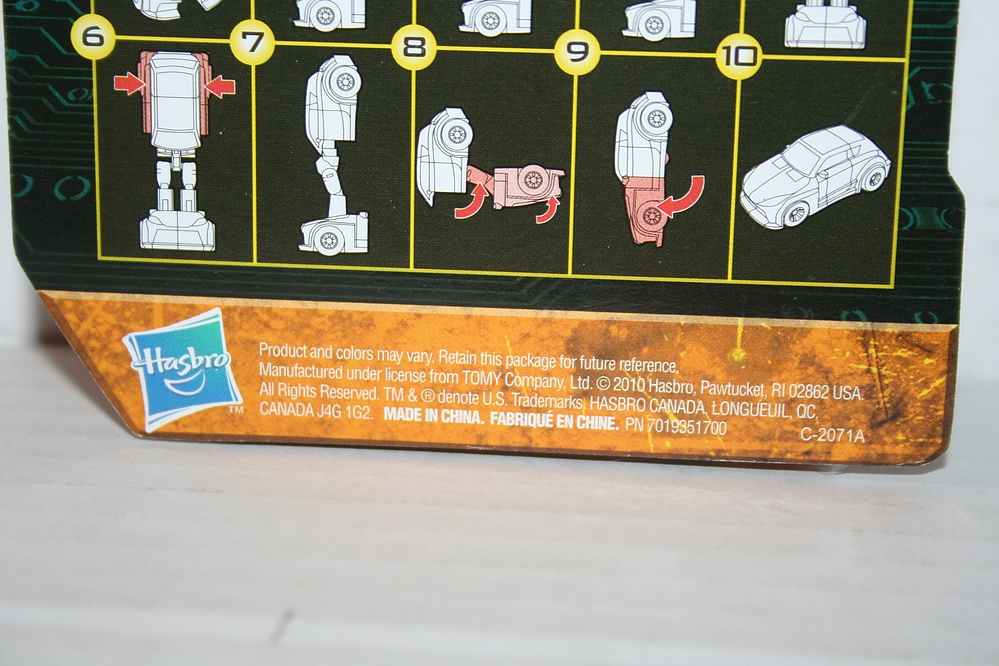 6 7 8 9 10
Hasbro
TM
Product and colors may vary. Retain this package for future reference.
Manufactured under license from TOMY Company, Ltd. © 2010 Hasbro, Pawtucket, RI 02862 USA.
All Rights Reserved. TM & ® denote U.S. Trademarks. HASBRO CANADA, LONGUEUIL, QC,
CANADA J4G 1G2. MADE IN CHINA. FABRIQUÉ EN CHINE. PN 7019351700
C-2071A